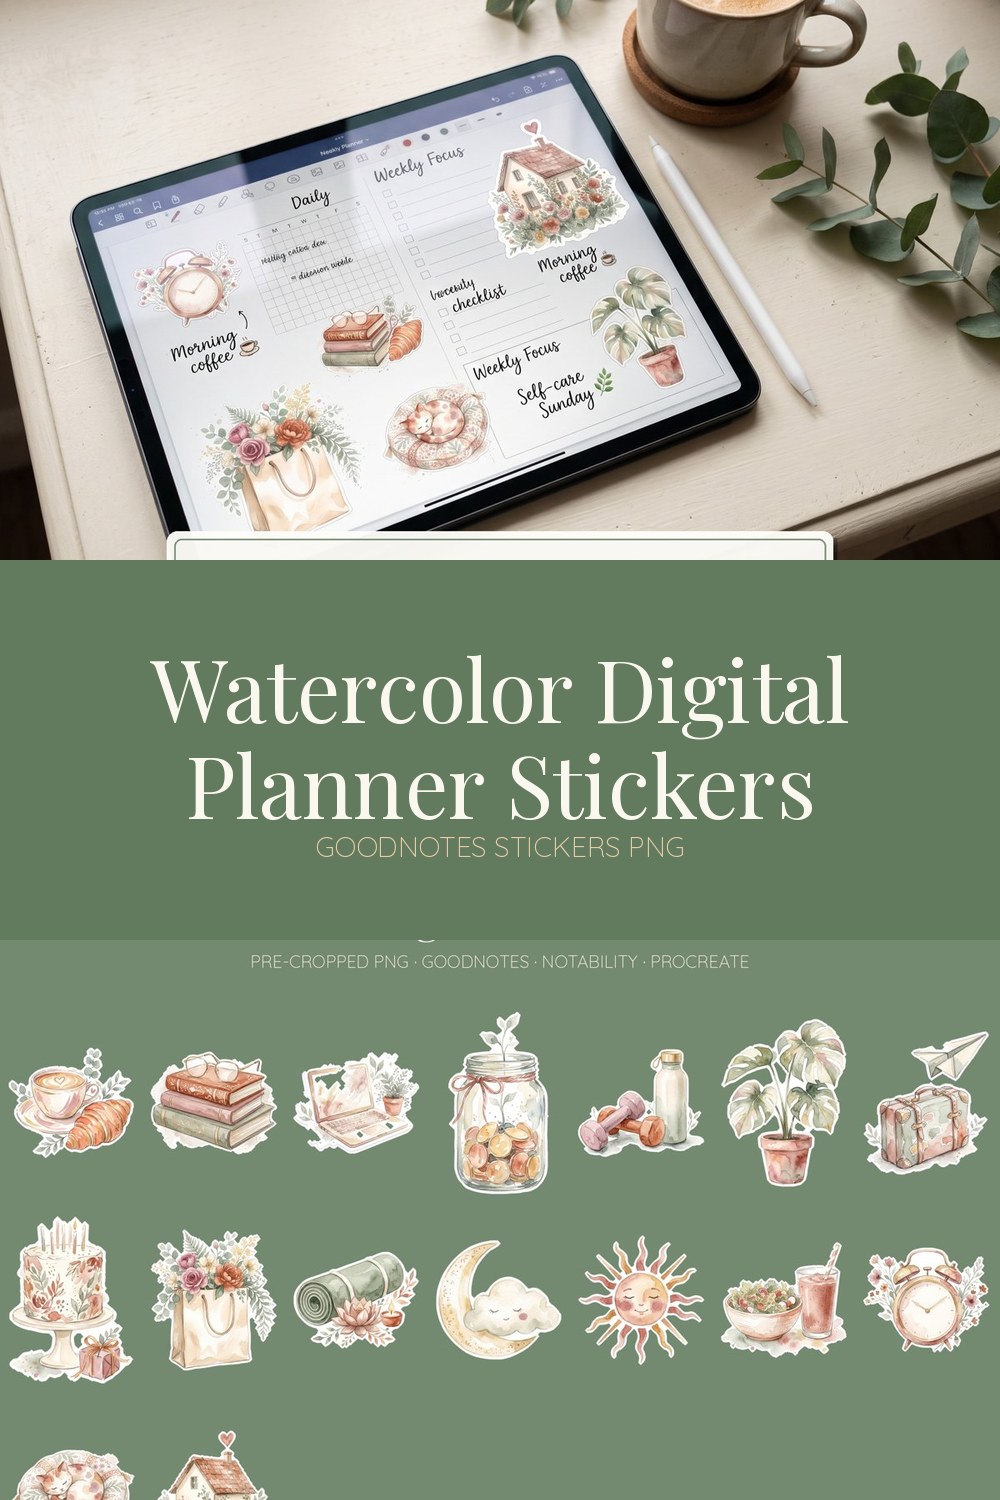 Weekly Planner
Daily
S M T W T F S
Weekly Focus
Morning
coffee
checklist
Morning
coffee
Weekly Focus
Self-care
Sunday
Watercolor Digital
Planner Stickers
GOODNOTES STICKERS PNG
PRE-CROPPED PNG · GOODNOTES · NOTABILITY · PROCREATE